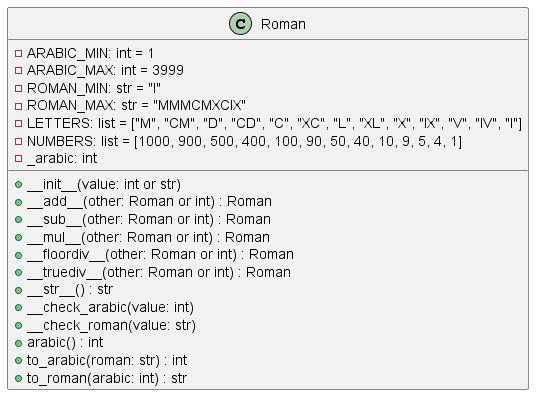 C Roman
ARABIC_MIN: int = 1
ARABIC_MAX: int = 3999
ROMAN_MIN: str = "I"
ROMAN_MAX: str = "MMMCMXCIX"
LETTERS: list = ["M", "CM", "D", "CD", "C", "XC", "L", "XL", "X", "IX", "V", "IV", "I"]
NUMBERS: list = [1000, 900, 500, 400, 100, 90, 50, 40, 10, 9, 5, 4, 1]
_arabic: int
__init__(value: int or str)
__add__(other: Roman or int) : Roman
__sub__(other: Roman or int) : Roman
__mul__(other: Roman or int) : Roman
__floordiv__(other: Roman or int) : Roman
__truediv__(other: Roman or int) : Roman
__str__() : str
__check_arabic(value: int)
__check_roman(value: str)
arabic() : int
to_arabic(roman: str) : int
to_roman(arabic: int) : str